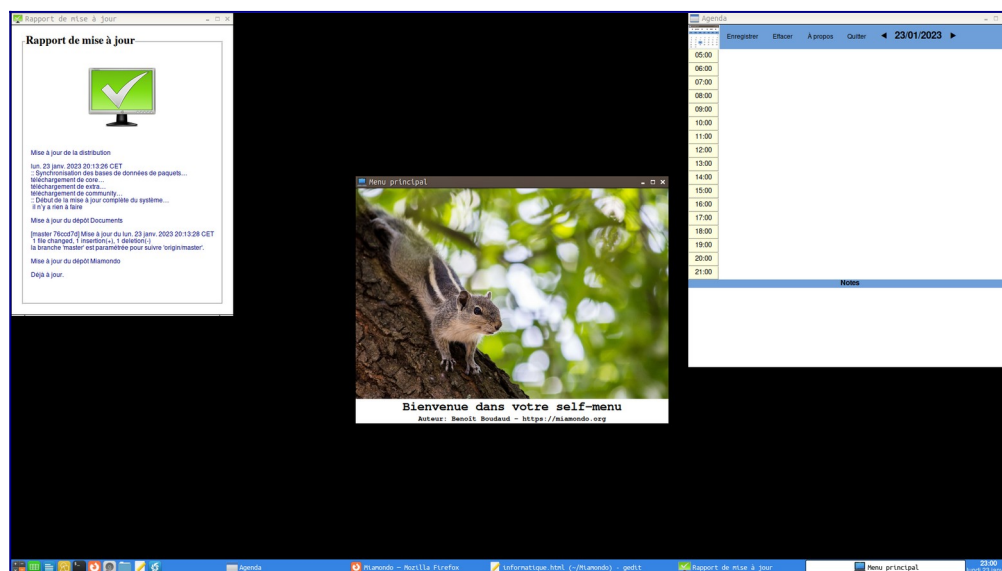 Rapport de mise à jour
Rapport de mise à jour
Mise à jour de la distribution
lun. 23 janv. 2023 20:13:26 CET
:: Synchronisation des bases de données de paquets...
téléchargement de core...
téléchargement de extra...
téléchargement de community...
:: Début de la mise à jour complète du système...
il n'y a rien à faire
Mise à jour du dépôt Documents
[master 76ccd7d] Mise à jour du lun. 23 janv. 2023 20:13:28 CET
1 file changed, 1 insertion(+), 1 deletion(-)
la branche 'master' est paramétrée pour suivre 'origin/master'.
Mise à jour du dépôt Miamondo
Déjà à jour.
Menu principal
Bienvenue dans votre self-menu
Auteur: Benoît Boudaud - https://miamondo.org
Agenda
Enregistrer Effacer À propos Quitter ◀ 23/01/2023 ▶
05:00
06:00
07:00
08:00
09:00
10:00
11:00
12:00
13:00
14:00
15:00
16:00
17:00
18:00
19:00
20:00
21:00
Notes
Agenda Miamondo — Mozilla Firefox informatique.html (~/Miamondo) - gedit Rapport de mise à jour Menu principal 23:00
lundi 23 janv